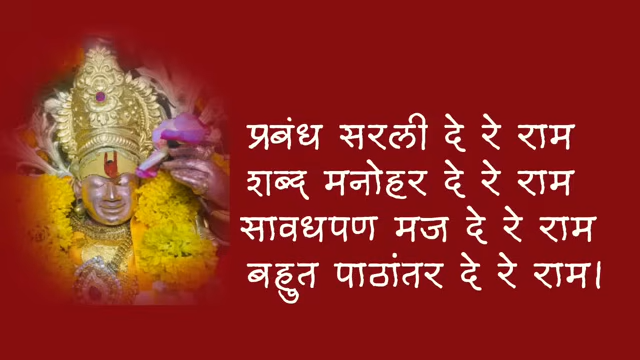 प्रबंध सरली दे रे राम
शब्द मनोहर दे रे राम
सावधपण मज दे रे राम
बहुत पाठांतर दे रे राम।